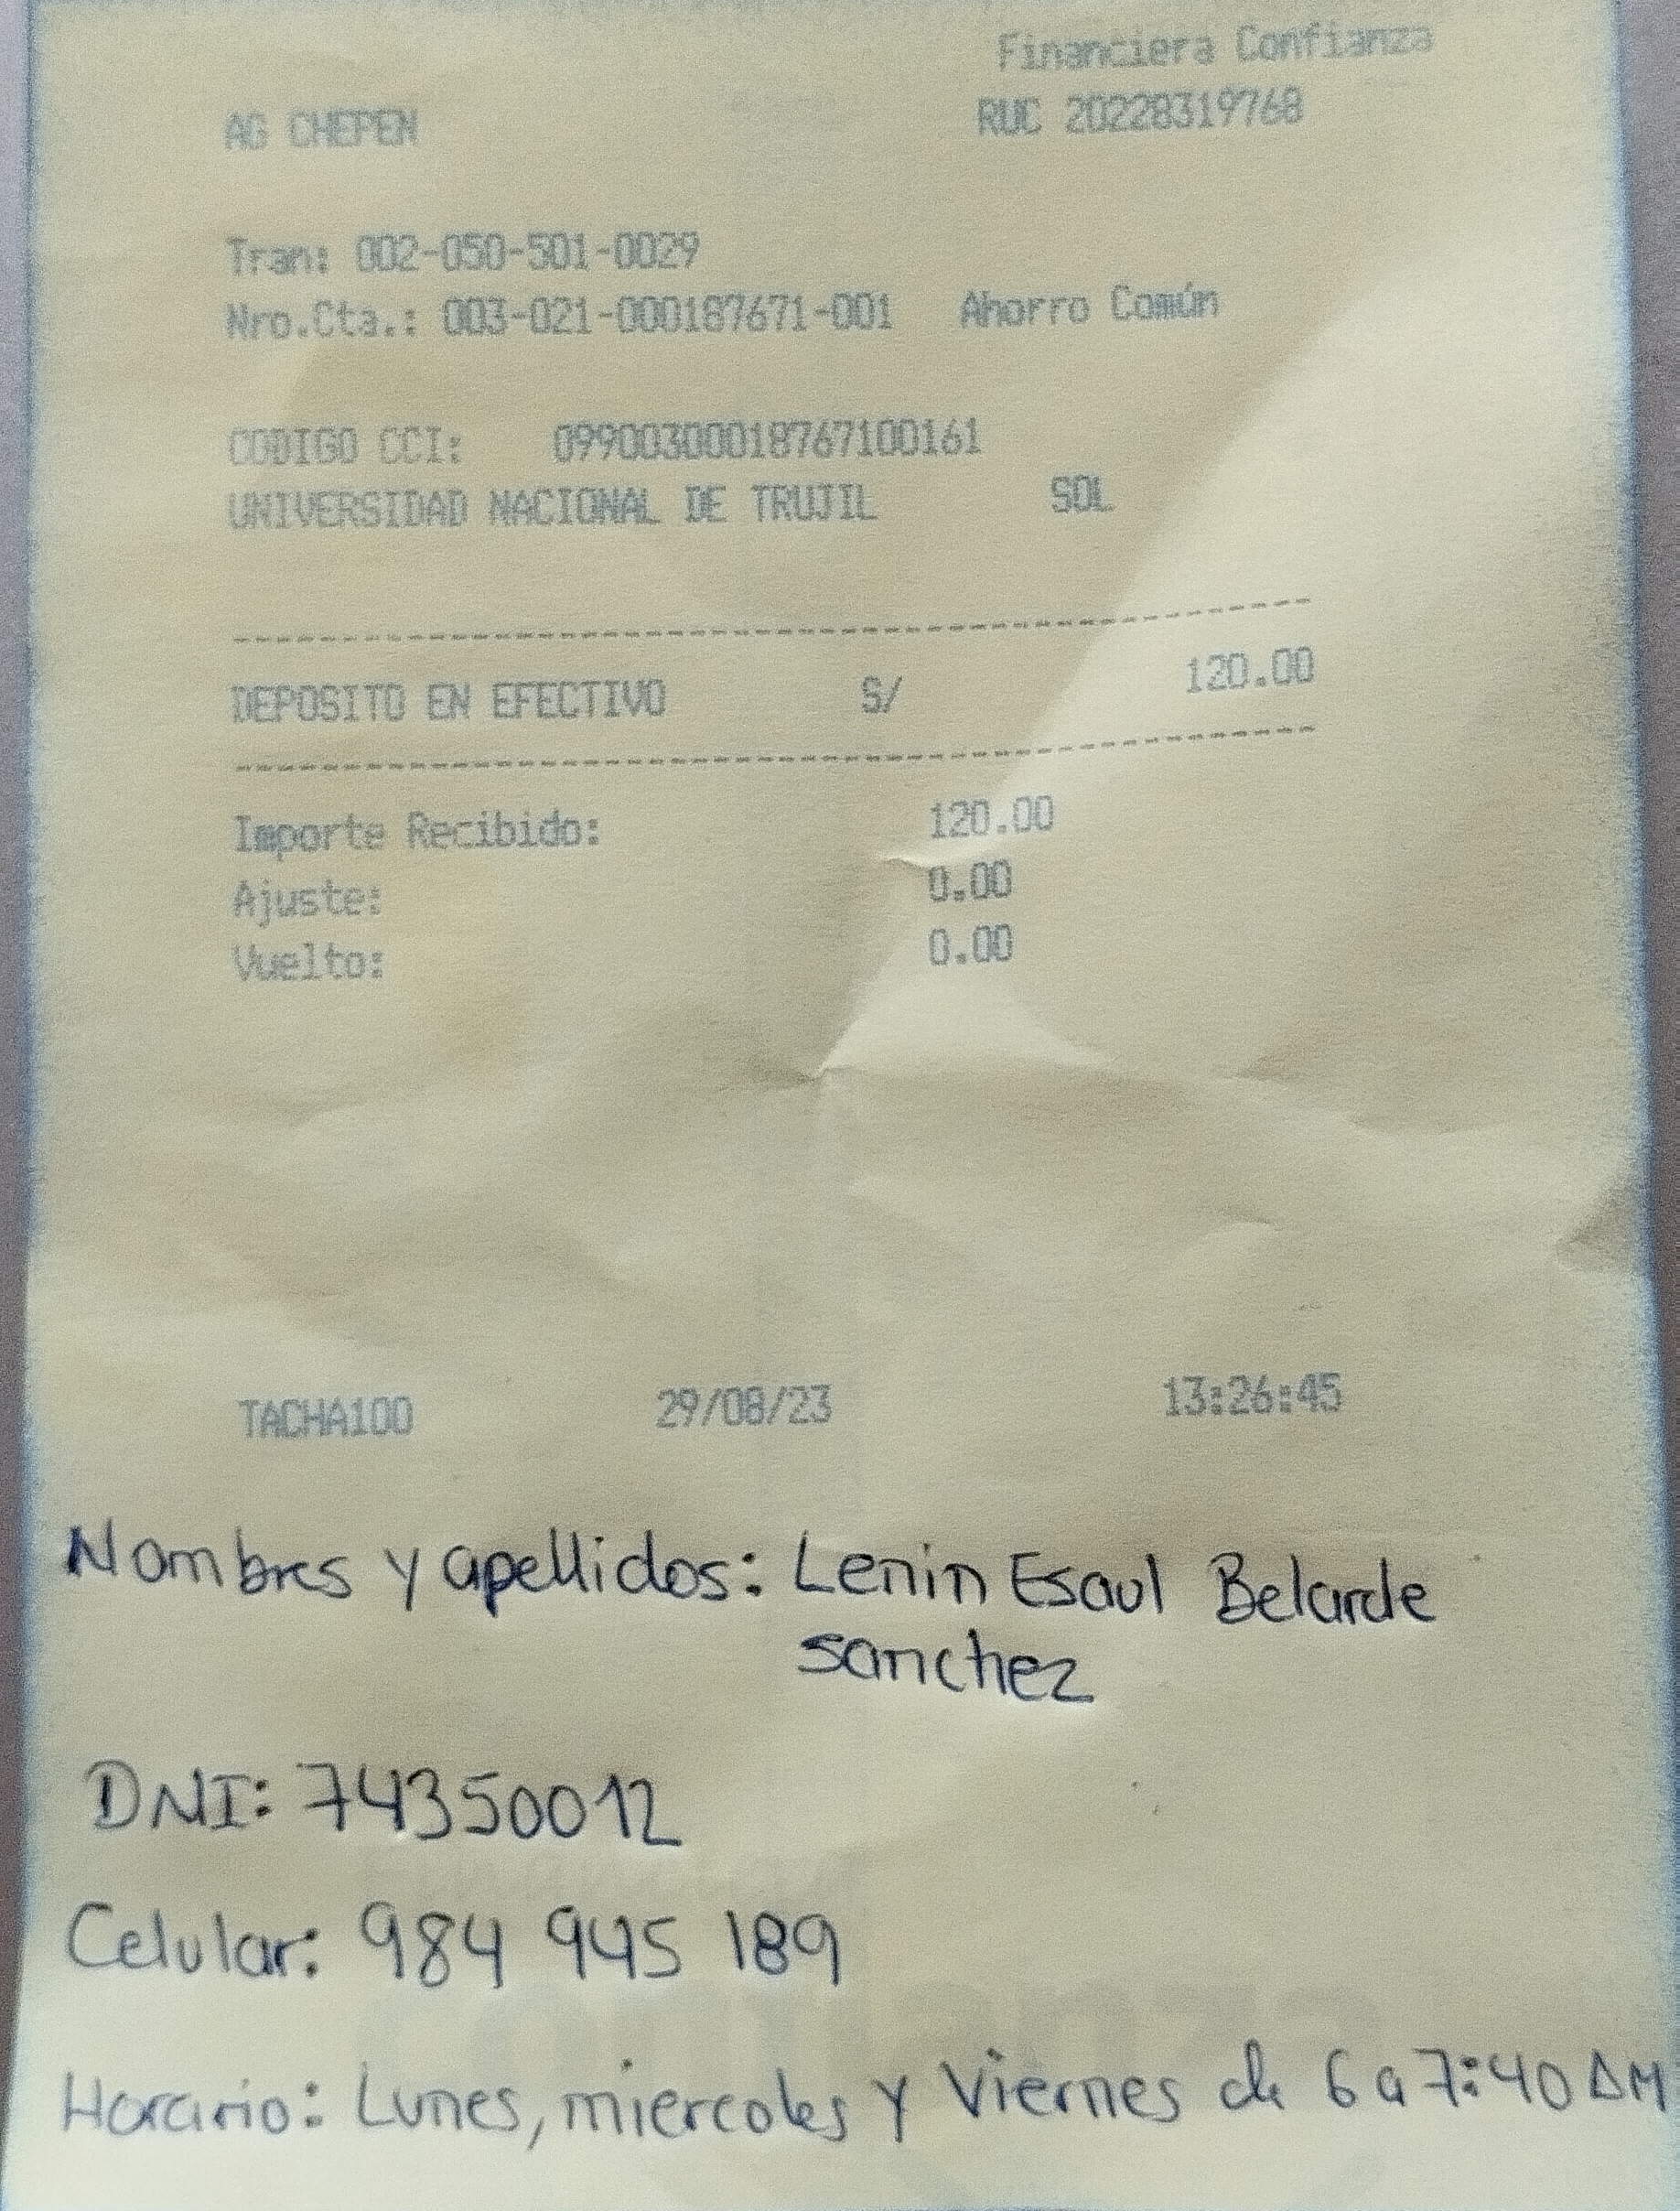 Financiera Confianza
AG CHEPEN RUC 20228319768
Tran: 002-050-501-0029
Nro.Cta.: 003-021-000187671-001 Ahorro Común
CODIGO CCI: 09900300018767100161
UNIVERSIDAD NACIONAL DE TRUJIL SOL
DEPOSITO EN EFECTIVO S/ 120.00
Importe Recibido: 120.00
Ajuste: 0.00
Vuelto: 0.00
TACHA100 29/08/23 13:26:45
Nombres y apellidos: Lenin Esaul Belarde
sanchez
DNI: 74350012
Celular: 984 945 189
Horario: Lunes, miercoles y Viernes de 6 a 7:40 AM